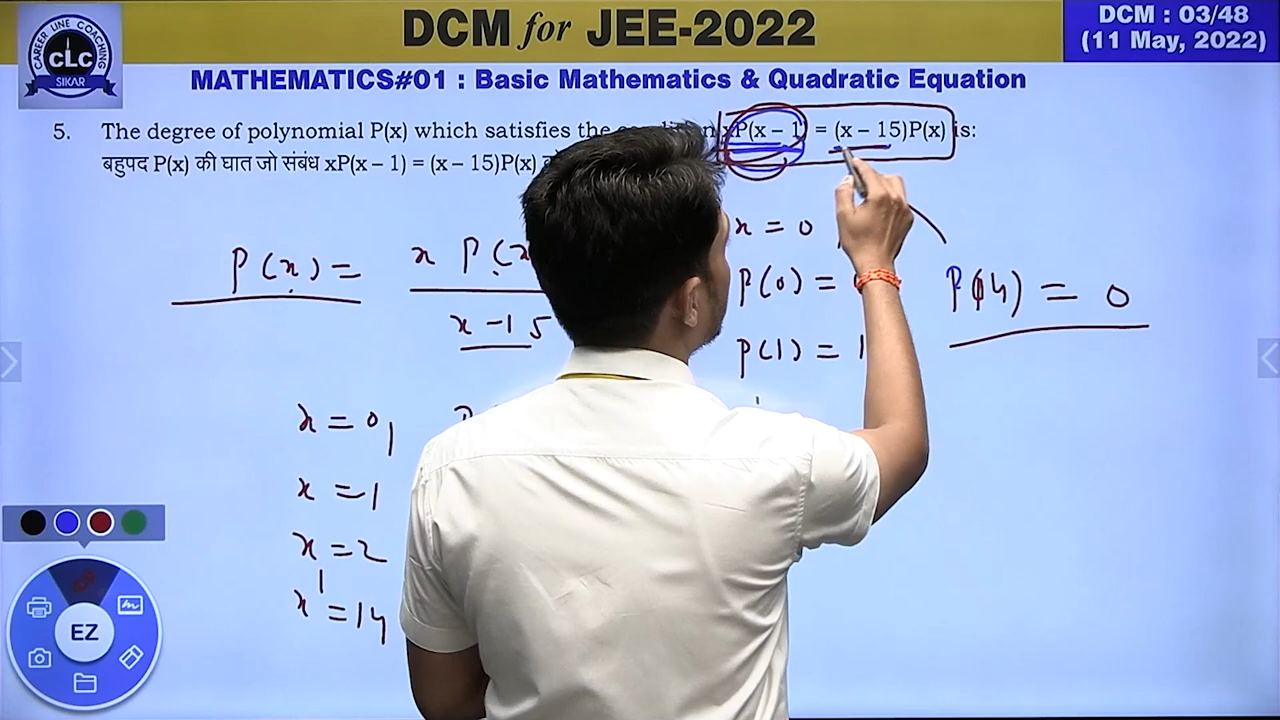 DCM for JEE-2022
DCM : 03/48
(11 May, 2022)
CAREER LINE COACHING
CLC
SIKAR
MATHEMATICS#01 : Basic Mathematics & Quadratic Equation
5. The degree of polynomial P(x) which satisfies the xP(x – 1) = (x – 15)P(x) is:
बहुपद P(x) की घात जो संबंध xP(x – 1) = (x – 15)P(x)
P(x) = x P(x
x – 15
x = 0
P(0) =
P(14) = 0
P(1) =
x = 0,
x = 1
x = 2
x = 14
EZ